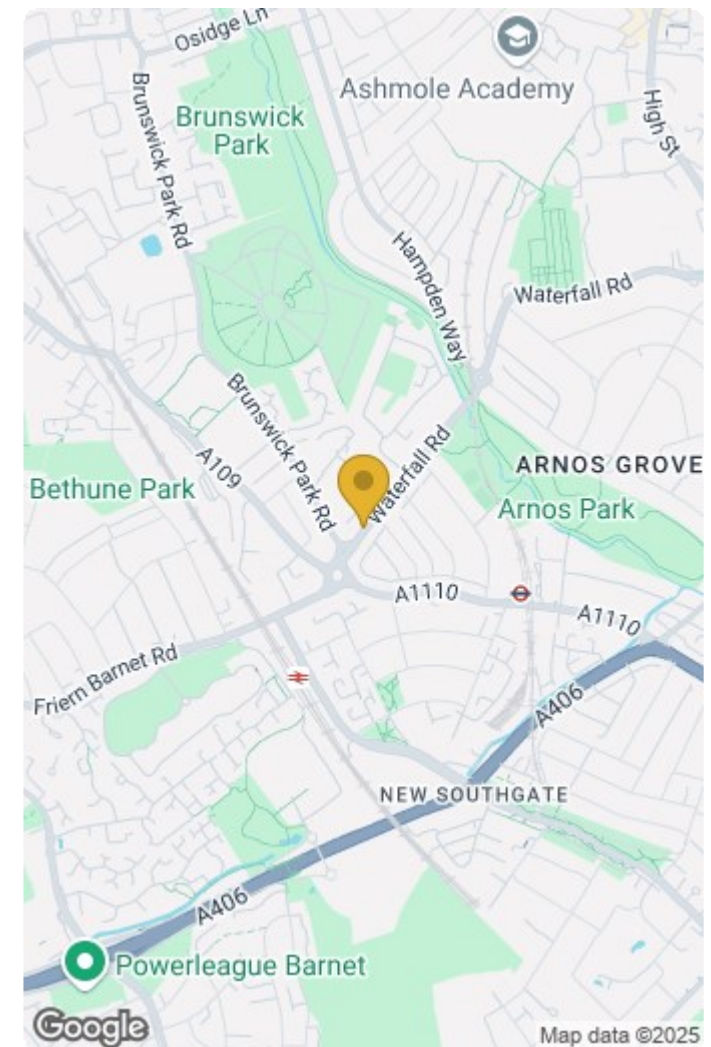 Osidge Ln
Ashmole Academy
Brunswick Park Rd
Brunswick
Park
High St
Hampden Way
Waterfall Rd
Brunswick Park Rd
Waterfall Rd
A109
ARNOS GROVE
Bethune Park
Arnos Park
A1110
A1110
Friern Barnet Rd
A406
NEW SOUTHGATE
A406
Powerleague Barnet
Google
Map data ©2025